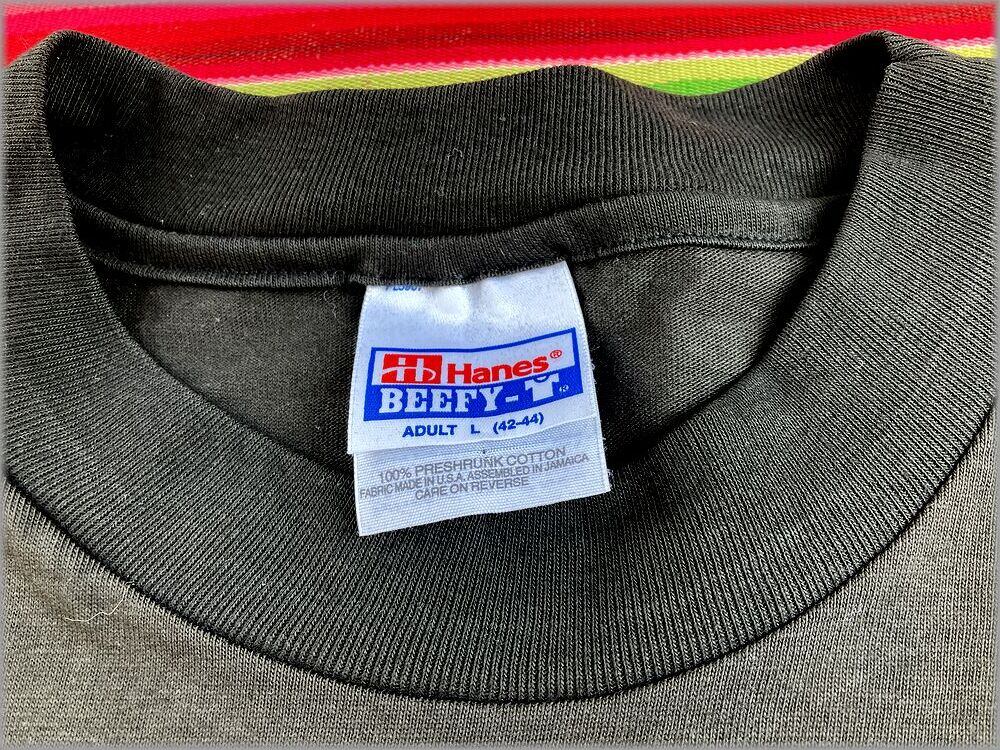 Hanes®
BEEFY-T®
ADULT L (42-44)
100% PRESHRUNK COTTON
FABRIC MADE IN U.S.A. ASSEMBLED IN JAMAICA
CARE ON REVERSE